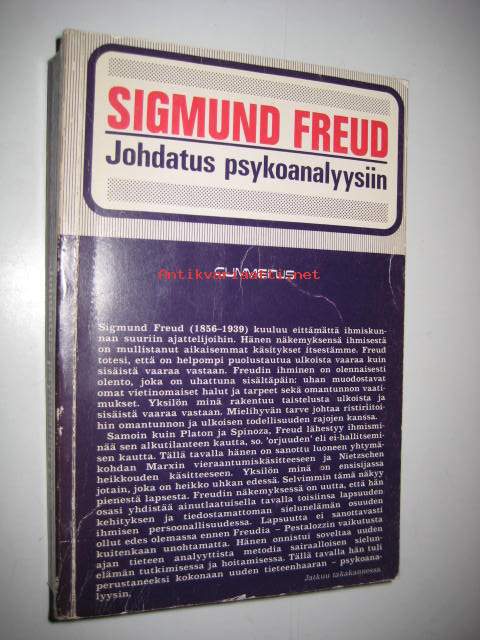 SIGMUND FREUD
Johdatus psykoanalyysiin
GUMMERUS
Antikvariaatti.net
Sigmund Freud (1856–1939) kuuluu eittämättä ihmiskun-
nan suuriin ajattelijoihin. Hänen näkemyksensä ihmisestä
on mullistanut aikaisemmat käsitykset itsestämme. Freud
totesi, että on helpompi puolustautua ulkoista vaaraa kuin
sisäistä vaaraa vastaan. Freudin ihminen on olennaisesti
olento, joka on uhattuna sisältäpäin: uhan muodostavat
omat vietinomaiset halut ja tarpeet sekä omantunnon vaati-
mukset. Yksilön minä rakentuu taistelusta ulkoista ja
sisäistä vaaraa vastaan. Mielihyvän tarve johtaa ristiriitoi-
hin omantunnon ja ulkoisen todellisuuden rajojen kanssa.
Samoin kuin Platon ja Spinoza, Freud lähestyy ihmismi-
nää sen alkutilanteen kautta, so. 'orjuuden' eli ei-hallitsemi-
sen kautta. Tällä tavalla hänen on sanottu luoneen yhtymä-
kohdan Marxin vieraantumiskäsitteeseen ja Nietzschen
heikkouden käsitteeseen. Yksilön minä on ensisijassa
jotain, joka on heikko uhkan edessä. Selvimmin tämä näkyy
pienestä lapsesta. Freudin näkemyksessä on uutta, että hän
osasi yhdistää ainutlaatuisella tavalla toisiinsa lapsuuden
kehityksen ja tiedostamattoman sielunelämän osuuden
ihmisen persoonallisuudessa. Lapsuutta ei sanottavasti
ollut edes olemassa ennen Freudia – Pestalozzin vaikutusta
kuitenkaan unohtamatta. Hänen onnistui soveltaa uuden
ajan tieteen analyyttista metodia sairaalloisen sielun-
elämän tutkimisessa ja hoitamisessa. Tällä tavalla hän tuli
perustaneeksi kokonaan uuden tieteenhaaran – psykoana-
lyysin.
Jatkuu takakannessa